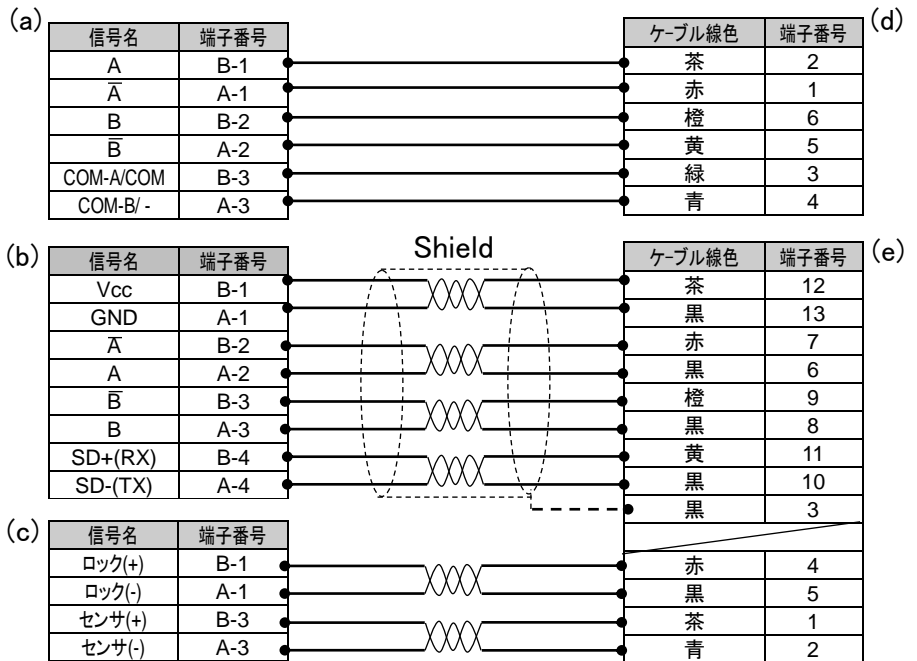 (a)
信号名 端子番号
A B-1
A̅ A-1
B B-2
B̅ A-2
COM-A/COM B-3
COM-B/ - A-3
(d)
ケーブル線色 端子番号
茶 2
赤 1
橙 6
黄 5
緑 3
青 4
(b)
信号名 端子番号
Vcc B-1
GND A-1
A̅ B-2
A A-2
B̅ B-3
B A-3
SD+(RX) B-4
SD-(TX) A-4
Shield
(e)
ケーブル線色 端子番号
茶 12
黒 13
赤 7
黒 6
橙 9
黒 8
黄 11
黒 10
黒 3
(c)
信号名 端子番号
ロック(+) B-1
ロック(-) A-1
センサ(+) B-3
センサ(-) A-3
赤 4
黒 5
茶 1
青 2